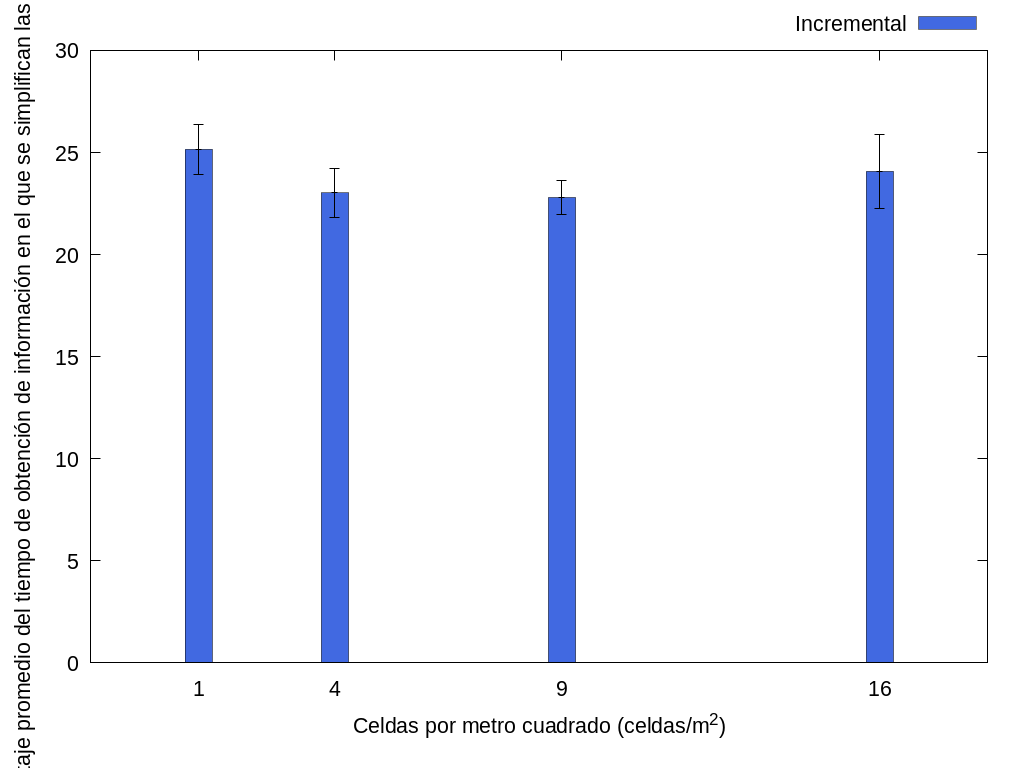 Incremental
taje promedio del tiempo de obtención de información en el que se simplifican las
30
25
20
15
10
5
0
1 4 9 16
Celdas por metro cuadrado (celdas/m²)